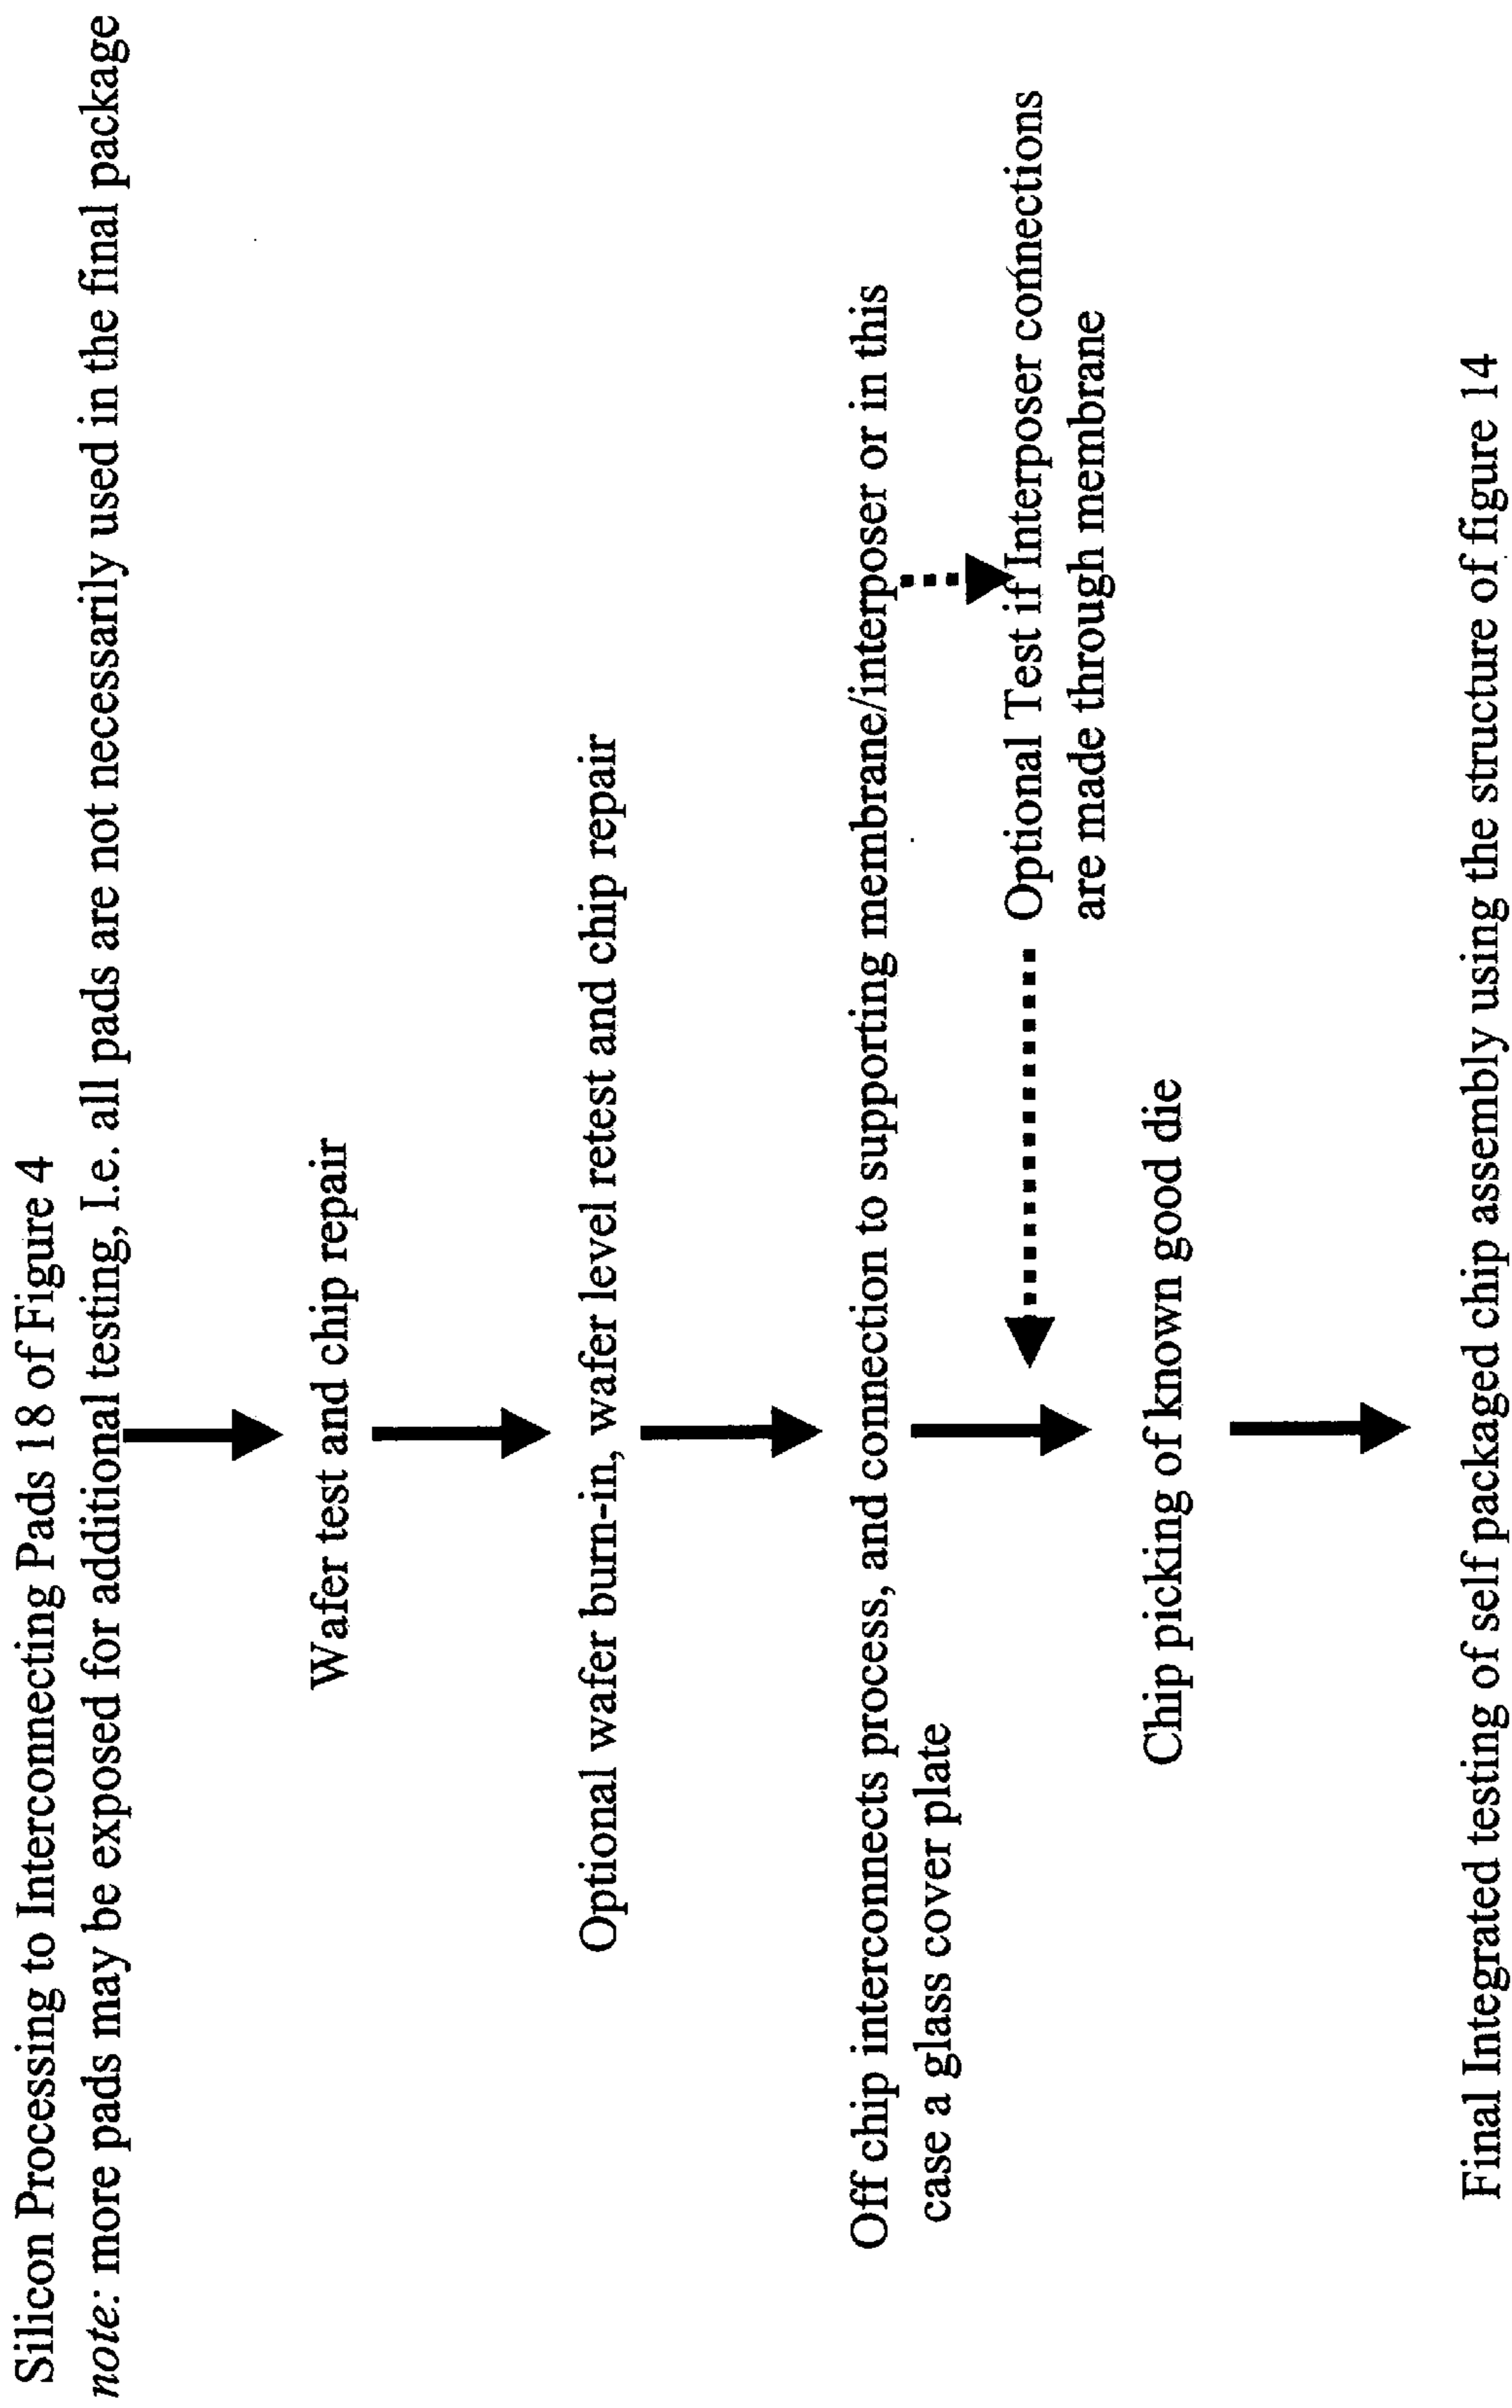 Silicon Processing to Interconnecting Pads 18 of Figure 4
note: more pads may be exposed for additional testing, I.e. all pads are not necessarily used in the final package
Wafer test and chip repair
Optional wafer burn-in, wafer level retest and chip repair
Off chip interconnects process, and connection to supporting membrane/interposer or in this
case a glass cover plate
Optional Test if Interposer connections
are made through membrane
Chip picking of known good die
Final Integrated testing of self packaged chip assembly using the structure of figure 14